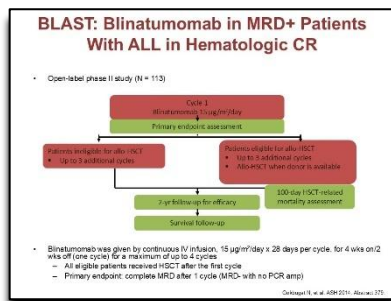 BLAST: Blinatumomab in MRD+ Patients
With ALL in Hematologic CR
• Open-label phase II study (N = 113)
Cycle 1
Blinatumomab 15 µg/m²/day
Primary endpoint assessment
Patients ineligible for allo-HSCT
• Up to 3 additional cycles
Patients eligible for allo-HSCT
• Up to 3 additional cycles
• Allo-HSCT when donor is available
100-day HSCT-related
mortality assessment
2-yr follow-up for efficacy
Survival follow-up
• Blinatumomab was given by continuous IV infusion, 15 µg/m²/day x 28 days per cycle, for 4 wks on/2
wks off (one cycle) for a maximum of up to 4 cycles
– All eligible patients received HSCT after the first cycle
– Primary endpoint: complete MRD after 1 cycle (MRD- with no PCR amp)
N, et al. ASH 2014. Abstract 379.